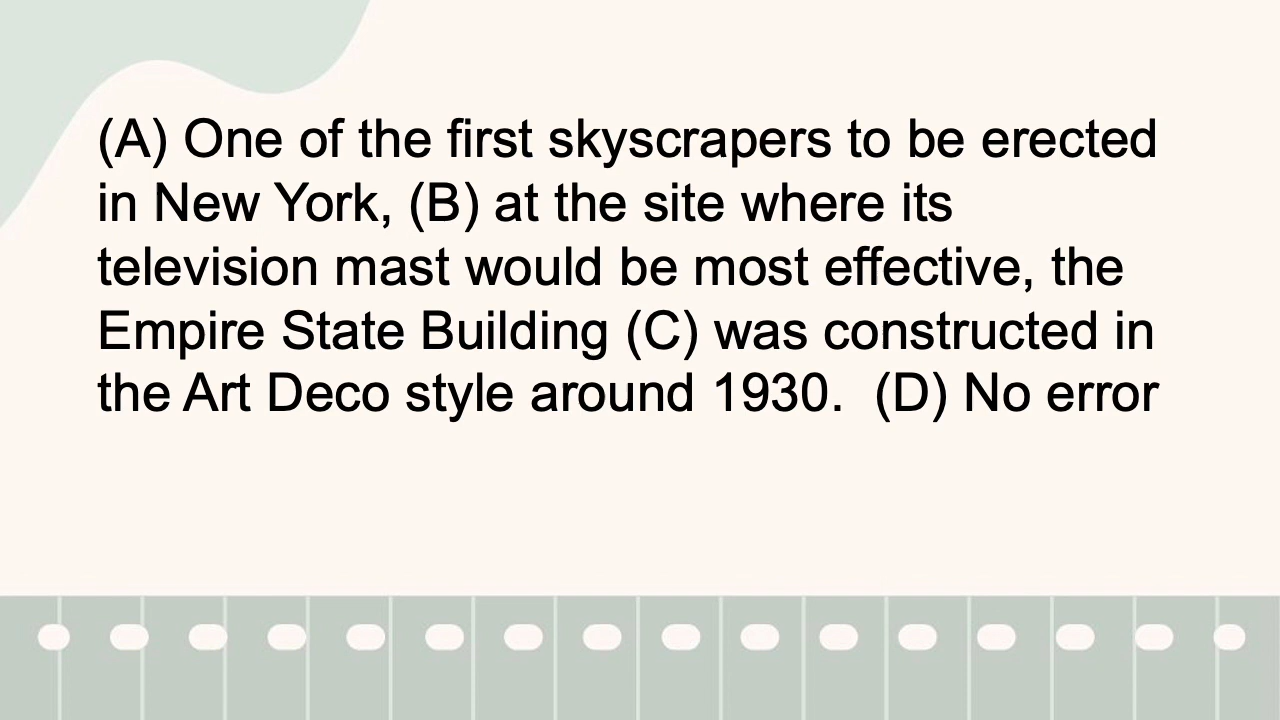 (A) One of the first skyscrapers to be erected
in New York, (B) at the site where its
television mast would be most effective, the
Empire State Building (C) was constructed in
the Art Deco style around 1930.  (D) No error